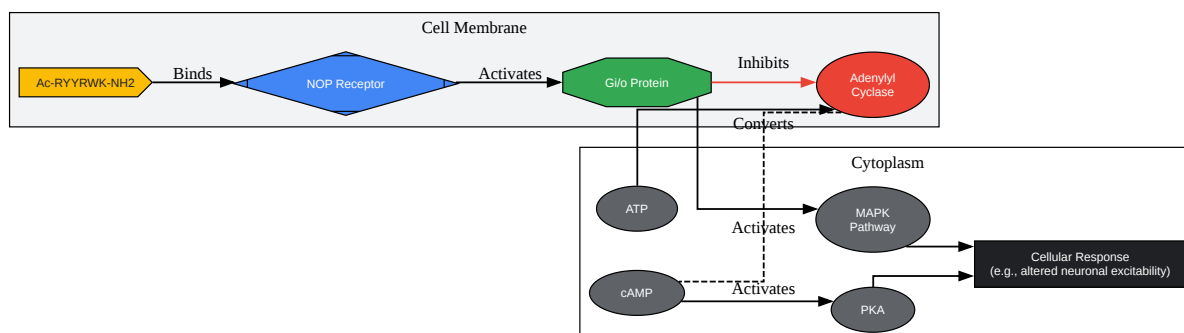 Cell Membrane
Ac-RYYRWK-NH2
Binds
NOP Receptor
Activates
Gi/o Protein
Inhibits
Adenylyl
Cyclase
Converts
Cytoplasm
ATP
MAPK
Pathway
Activates
Cellular Response
(e.g., altered neuronal excitability)
cAMP
Activates
PKA